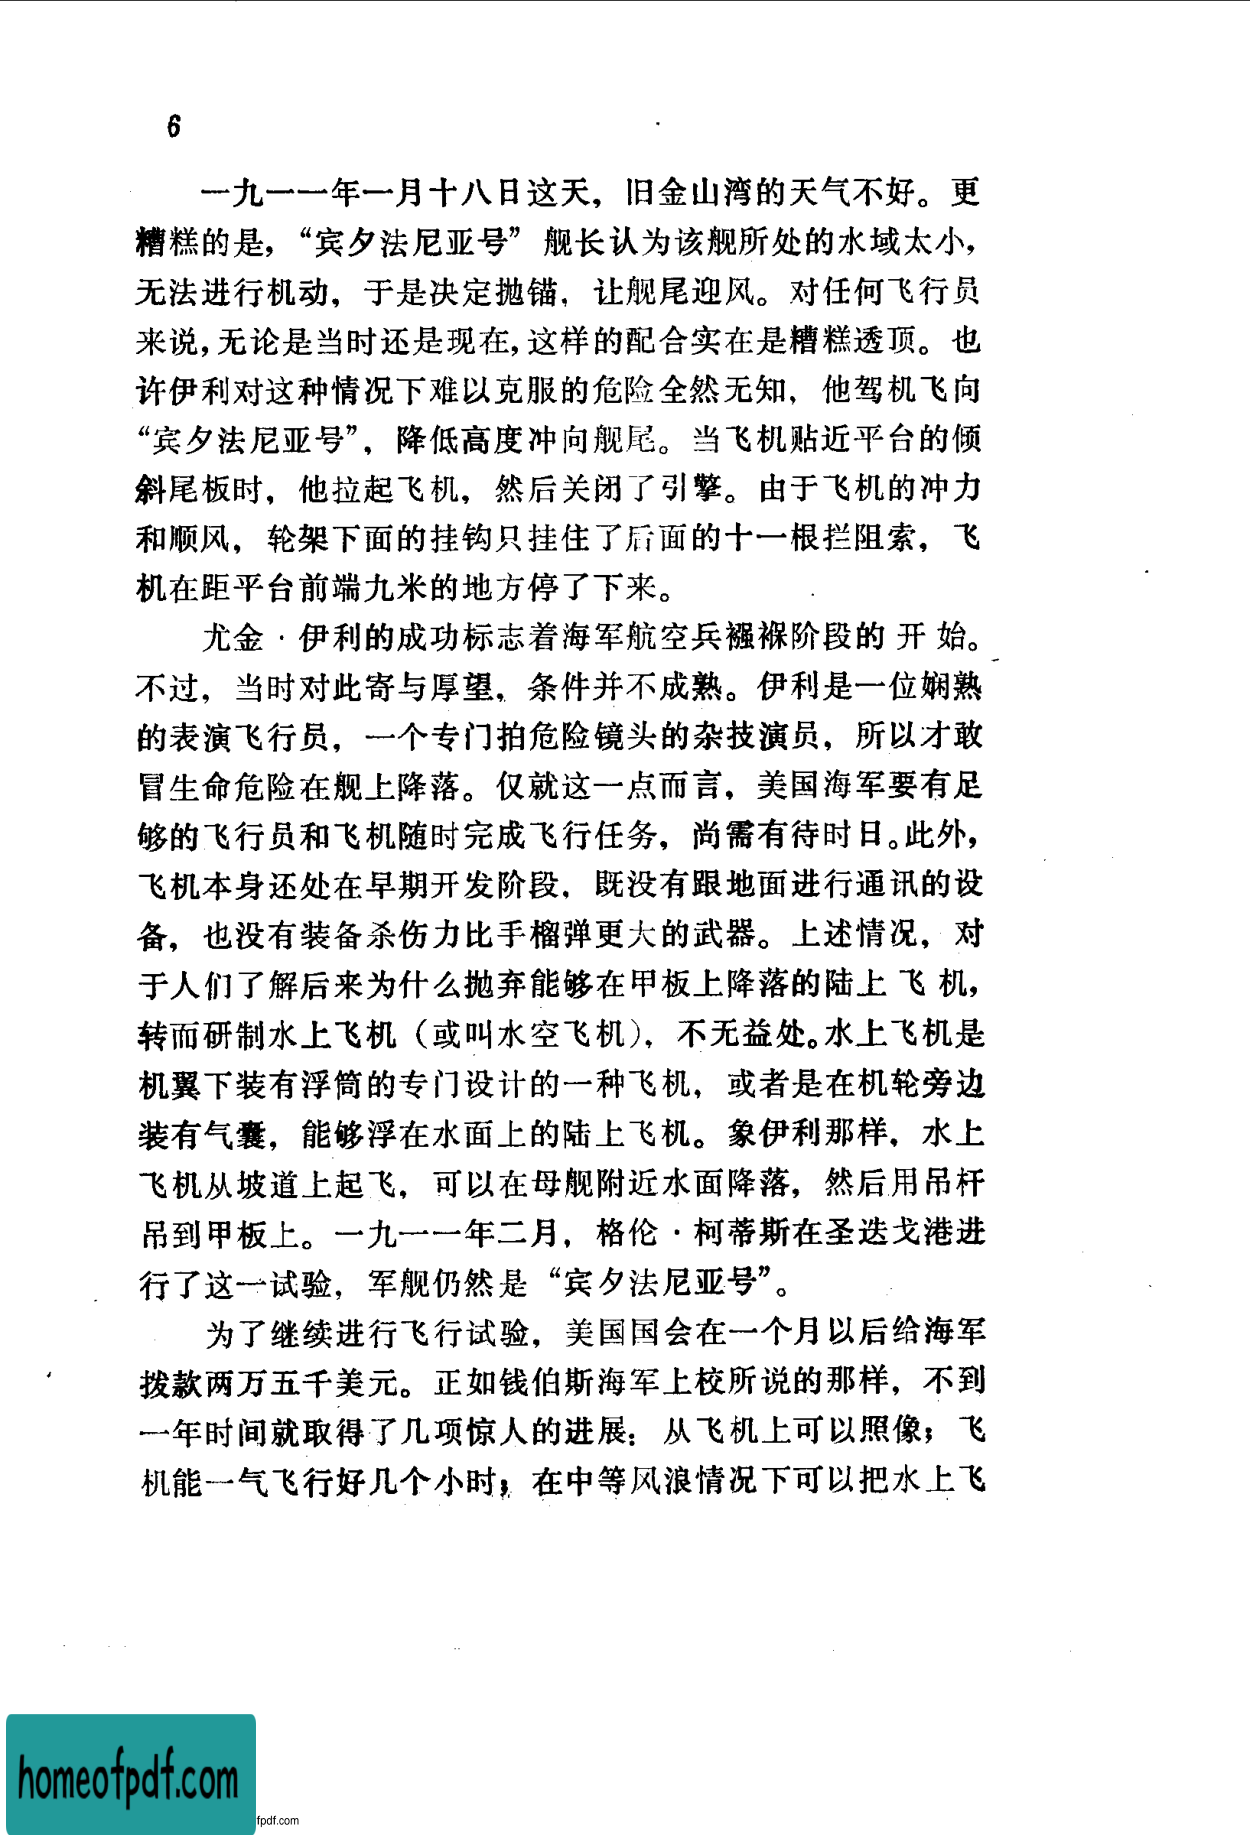 6
一九一一年一月十八日这天，旧金山湾的天气不好。更
糟糕的是，“宾夕法尼亚号”舰长认为该舰所处的水域太小，
无法进行机动，于是决定抛锚，让舰尾迎风。对任何飞行员
来说，无论是当时还是现在，这样的配合实在是糟糕透顶。也
许伊利对这种情况下难以克服的危险全然无知，他驾机飞向
“宾夕法尼亚号”，降低高度冲向舰尾。当飞机贴近平台的倾
斜尾板时，他拉起飞机，然后关闭了引擎。由于飞机的冲力
和顺风，轮架下面的挂钩只挂住了后面的十一根拦阻索，飞
机在距平台前端九米的地方停了下来。
尤金·伊利的成功标志着海军航空兵襁褓阶段的开始。
不过，当时对此寄与厚望，条件并不成熟。伊利是一位娴熟
的表演飞行员，一个专门拍危险镜头的杂技演员，所以才敢
冒生命危险在舰上降落。仅就这一点而言，美国海军要有足
够的飞行员和飞机随时完成飞行任务，尚需有待时日。此外，
飞机本身还处在早期开发阶段，既没有跟地面进行通讯的设
备，也没有装备杀伤力比手榴弹更大的武器。上述情况，对
于人们了解后来为什么抛弃能够在甲板上降落的陆上飞机，
转而研制水上飞机（或叫水空飞机），不无益处。水上飞机是
机翼下装有浮筒的专门设计的一种飞机，或者是在机轮旁边
装有气囊，能够浮在水面上的陆上飞机。象伊利那样，水上
飞机从坡道上起飞，可以在母舰附近水面降落，然后用吊杆
吊到甲板上。一九一一年二月，格伦·柯蒂斯在圣迭戈港进
行了这一试验，军舰仍然是“宾夕法尼亚号”。
为了继续进行飞行试验，美国国会在一个月以后给海军
拨款两万五千美元。正如钱伯斯海军上校所说的那样，不到
一年时间就取得了几项惊人的进展：从飞机上可以照像；飞
机能一气飞行好几个小时；在中等风浪情况下可以把水上飞
homeofpdf.com
fpdf.com